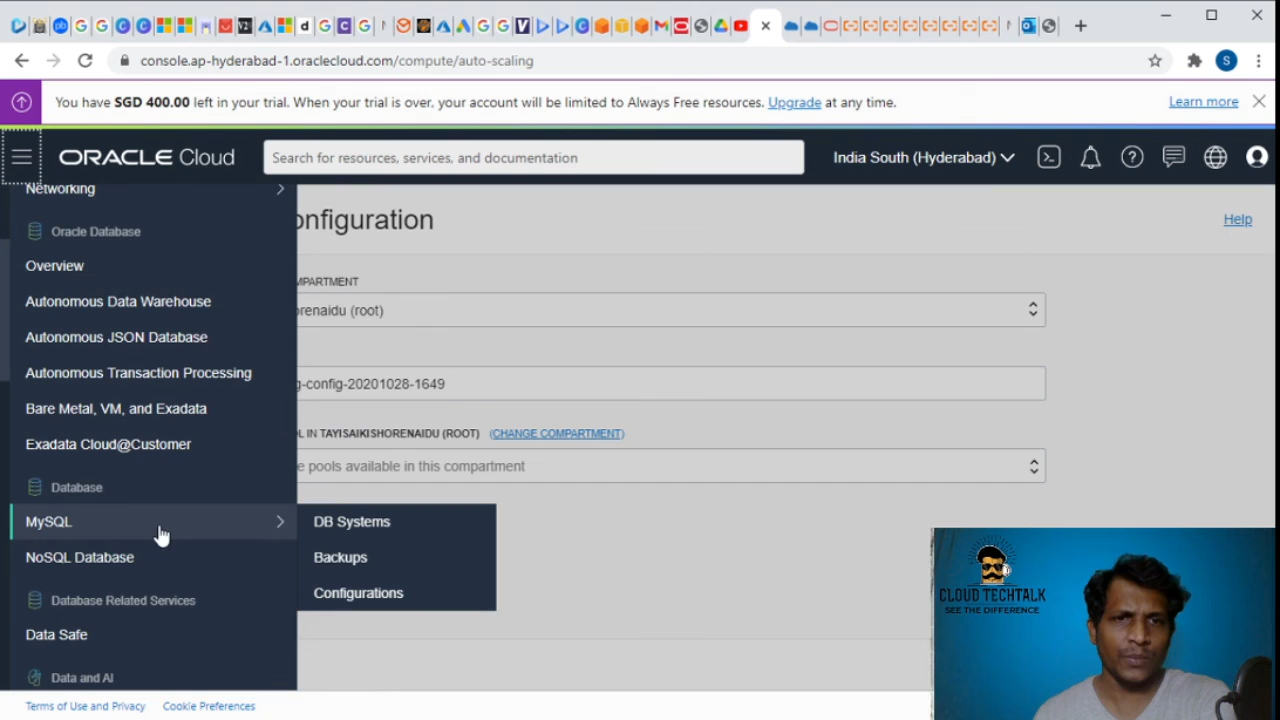 console.ap-hyderabad-1.oraclecloud.com/compute/auto-scaling
S
You have SGD 400.00 left in your trial. When your trial is over, your account will be limited to Always Free resources. Upgrade at any time.
Learn more
ORACLE Cloud
Search for resources, services, and documentation
India South (Hyderabad)
Networking
onfiguration
Help
Oracle Database
Overview
MPARTMENT
Autonomous Data Warehouse
orenaidu (root)
Autonomous JSON Database
Autonomous Transaction Processing
g-config-20201028-1649
Bare Metal, VM, and Exadata
L IN TAYISAIKISHORENAIDU (ROOT) (CHANGE COMPARTMENT)
Exadata Cloud@Customer
e pools available in this compartment
Database
MySQL
DB Systems
NoSQL Database
Backups
Database Related Services
Configurations
Data Safe
Data and AI
CLOUD TECHTALK
SEE THE DIFFERENCE
Terms of Use and Privacy
Cookie Preferences